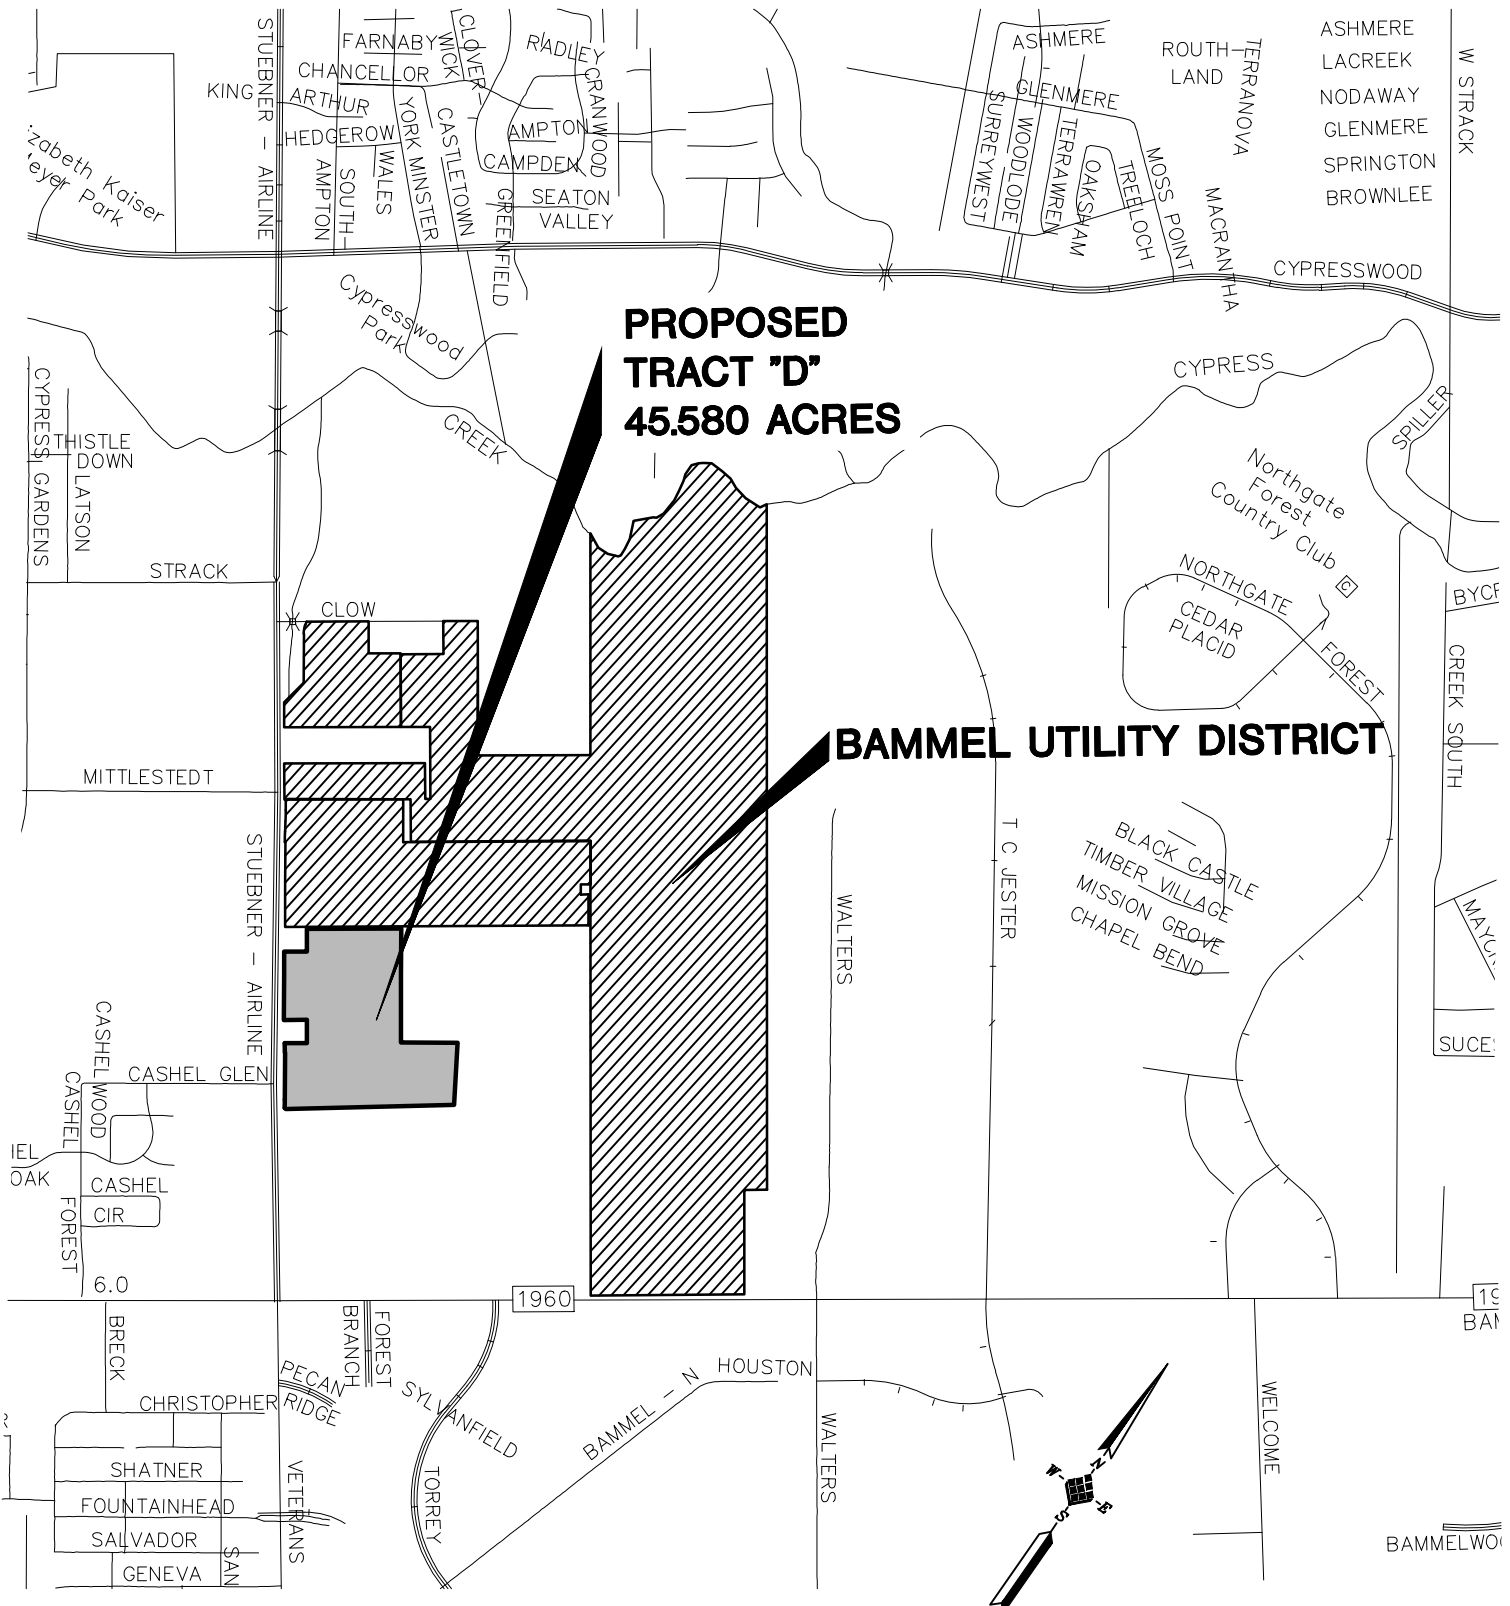 STUEBNER - AIRLINE
FARNABY
CLOVER-
WICK
RADLEY
CRANWOOD
CHANCELLOR
KING
ARTHUR
HEDGEROW
YORK MINSTER
CASTLETOWN
AMPTON
CAMPDEN
SOUTH-
AMPTON
WALES
SEATON
VALLEY
GREENFIELD
ASHMERE
GLENMERE
SURREYWEST
WOODLODE
TERRAWREN
OAKSHAM
TREELOCH
MOSS POINT
ROUTH-
LAND
TERRANOVA
MACRANTHA
ASHMERE
LACREEK
NODAWAY
GLENMERE
SPRINGTON
BROWNLEE
W STRACK
Kaiser
Park
CYPRESSWOOD
Cypresswood
Park
PROPOSED
TRACT "D"
45.580 ACRES
CYPRESS
CREEK
SPILLER
CYPRESS GARDENS
THISTLE
DOWN
LATSON
Northgate
Forest
Country Club
C
STRACK
CLOW
NORTHGATE
FOREST
CEDAR
PLACID
CREEK SOUTH
BAMMEL UTILITY DISTRICT
MITTLESTEDT
STUEBNER - AIRLINE
T C JESTER
WALTERS
BLACK CASTLE
TIMBER VILLAGE
MISSION GROVE
CHAPEL BEND
CASHEL WOOD
CASHEL GLEN
CASHEL FOREST
OAK
CASHEL
CIR
6.0
1960
BRECK
FOREST
BRANCH
PECAN
RIDGE
SYLVANFIELD
HOUSTON
BAMMEL - N
CHRISTOPHER
SHATNER
FOUNTAINHEAD
SALVADOR
GENEVA
SAN
VETERANS
TORREY
WALTERS
WELCOME
N
W
E
S